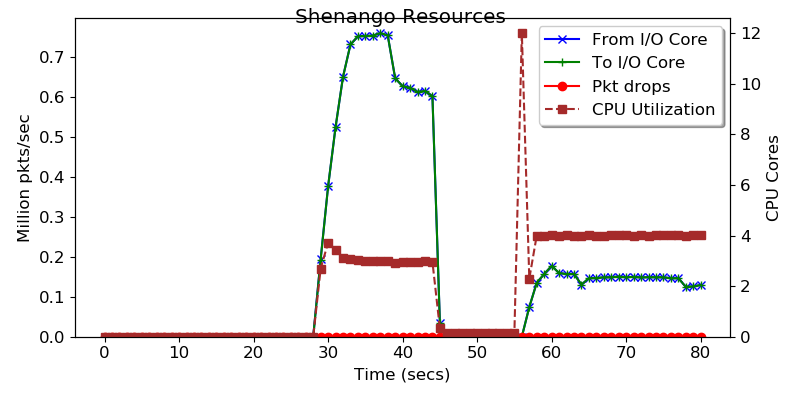 Shenango Resources
From I/O Core
To I/O Core
Pkt drops
CPU Utilization
Million pkts/sec
0.7
0.6
0.5
0.4
0.3
0.2
0.1
0.0
12
10
8
6
4
2
0
CPU Cores
0 10 20 30 40 50 60 70 80
Time (secs)